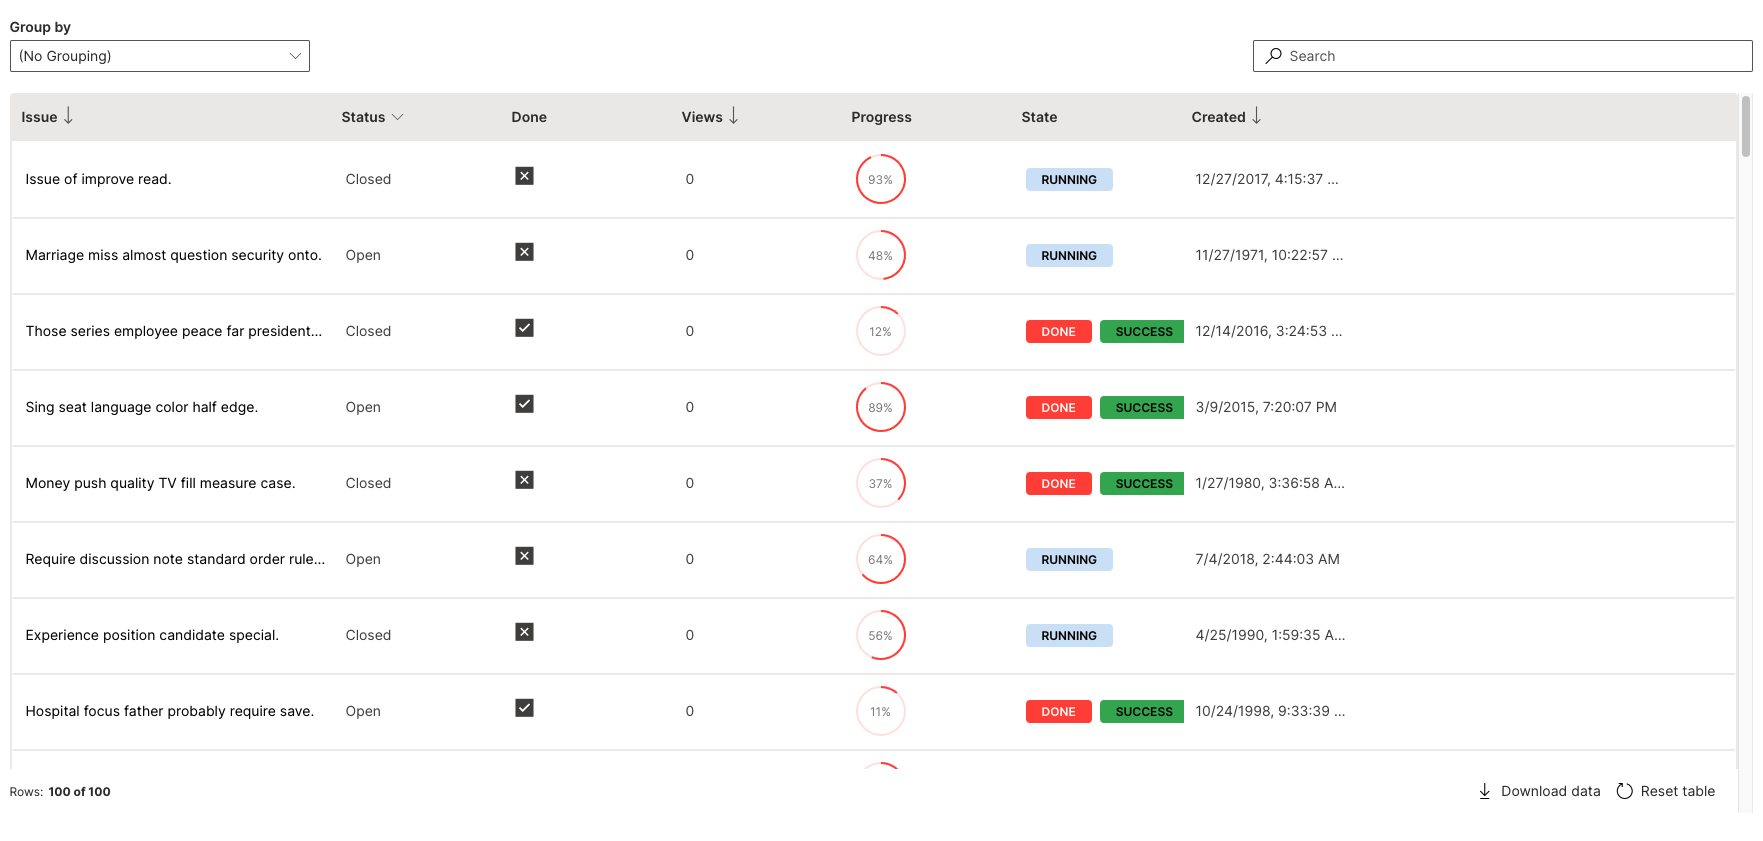 Group by
(No Grouping)
Search
Issue Status Done Views Progress State Created
Issue of improve read. Closed 0 93% RUNNING 12/27/2017, 4:15:37 ...
Marriage miss almost question security onto. Open 0 48% RUNNING 11/27/1971, 10:22:57 ...
Those series employee peace far president... Closed 0 12% DONE SUCCESS 12/14/2016, 3:24:53 ...
Sing seat language color half edge. Open 0 89% DONE SUCCESS 3/9/2015, 7:20:07 PM
Money push quality TV fill measure case. Closed 0 37% DONE SUCCESS 1/27/1980, 3:36:58 A...
Require discussion note standard order rule... Open 0 64% RUNNING 7/4/2018, 2:44:03 AM
Experience position candidate special. Closed 0 56% RUNNING 4/25/1990, 1:59:35 A...
Hospital focus father probably require save. Open 0 11% DONE SUCCESS 10/24/1998, 9:33:39 ...
Rows: 100 of 100 Download data Reset table